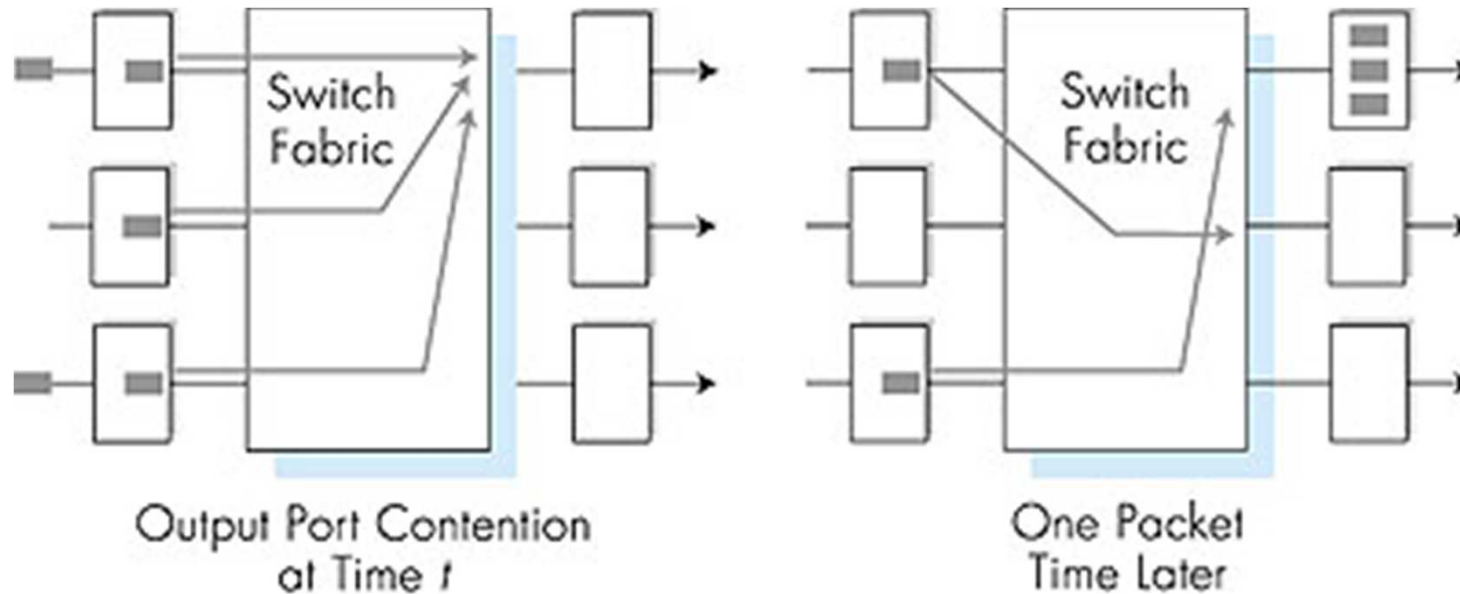 Switch
Fabric
Output Port Contention
at Time t
Switch
Fabric
One Packet
Time Later